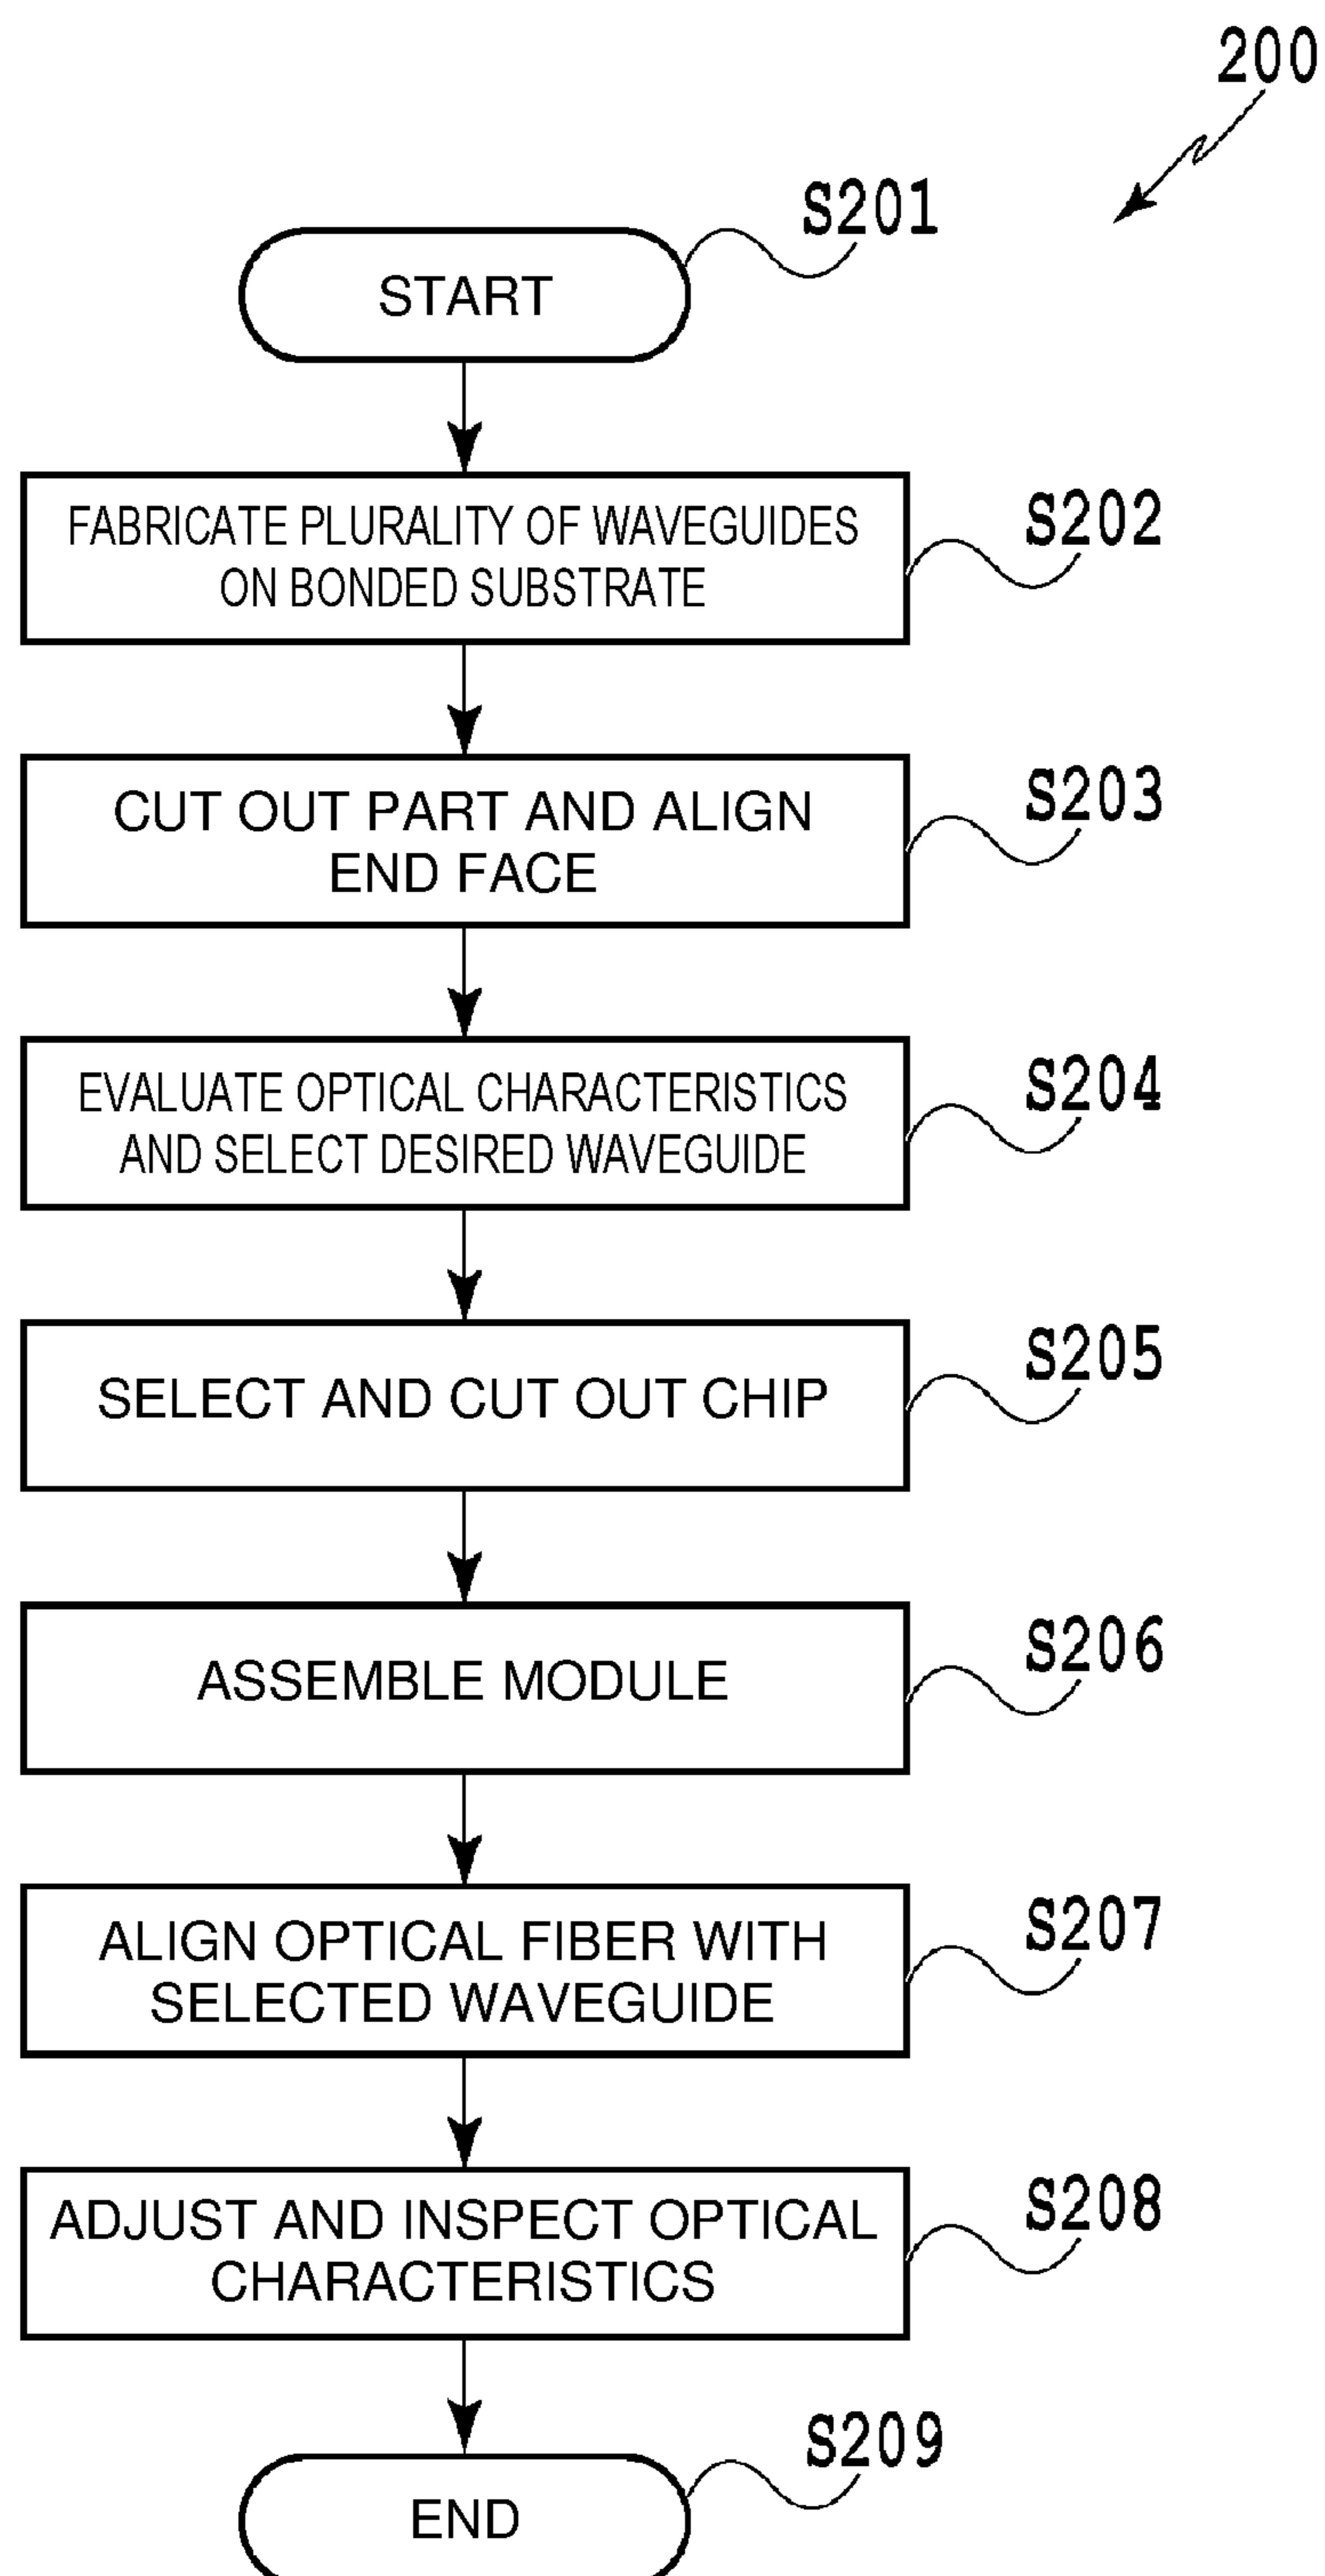 200
S201
START
FABRICATE PLURALITY OF WAVEGUIDES
ON BONDED SUBSTRATE
S202
CUT OUT PART AND ALIGN
END FACE
S203
EVALUATE OPTICAL CHARACTERISTICS
AND SELECT DESIRED WAVEGUIDE
S204
SELECT AND CUT OUT CHIP
S205
ASSEMBLE MODULE
S206
ALIGN OPTICAL FIBER WITH
SELECTED WAVEGUIDE
S207
ADJUST AND INSPECT OPTICAL
CHARACTERISTICS
S208
S209
END